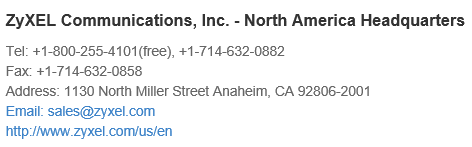 ZyXEL Communications, Inc. - North America Headquarters
Tel: +1-800-255-4101(free), +1-714-632-0882
Fax: +1-714-632-0858
Address: 1130 North Miller Street Anaheim, CA 92806-2001
Email: sales@zyxel.com
http://www.zyxel.com/us/en